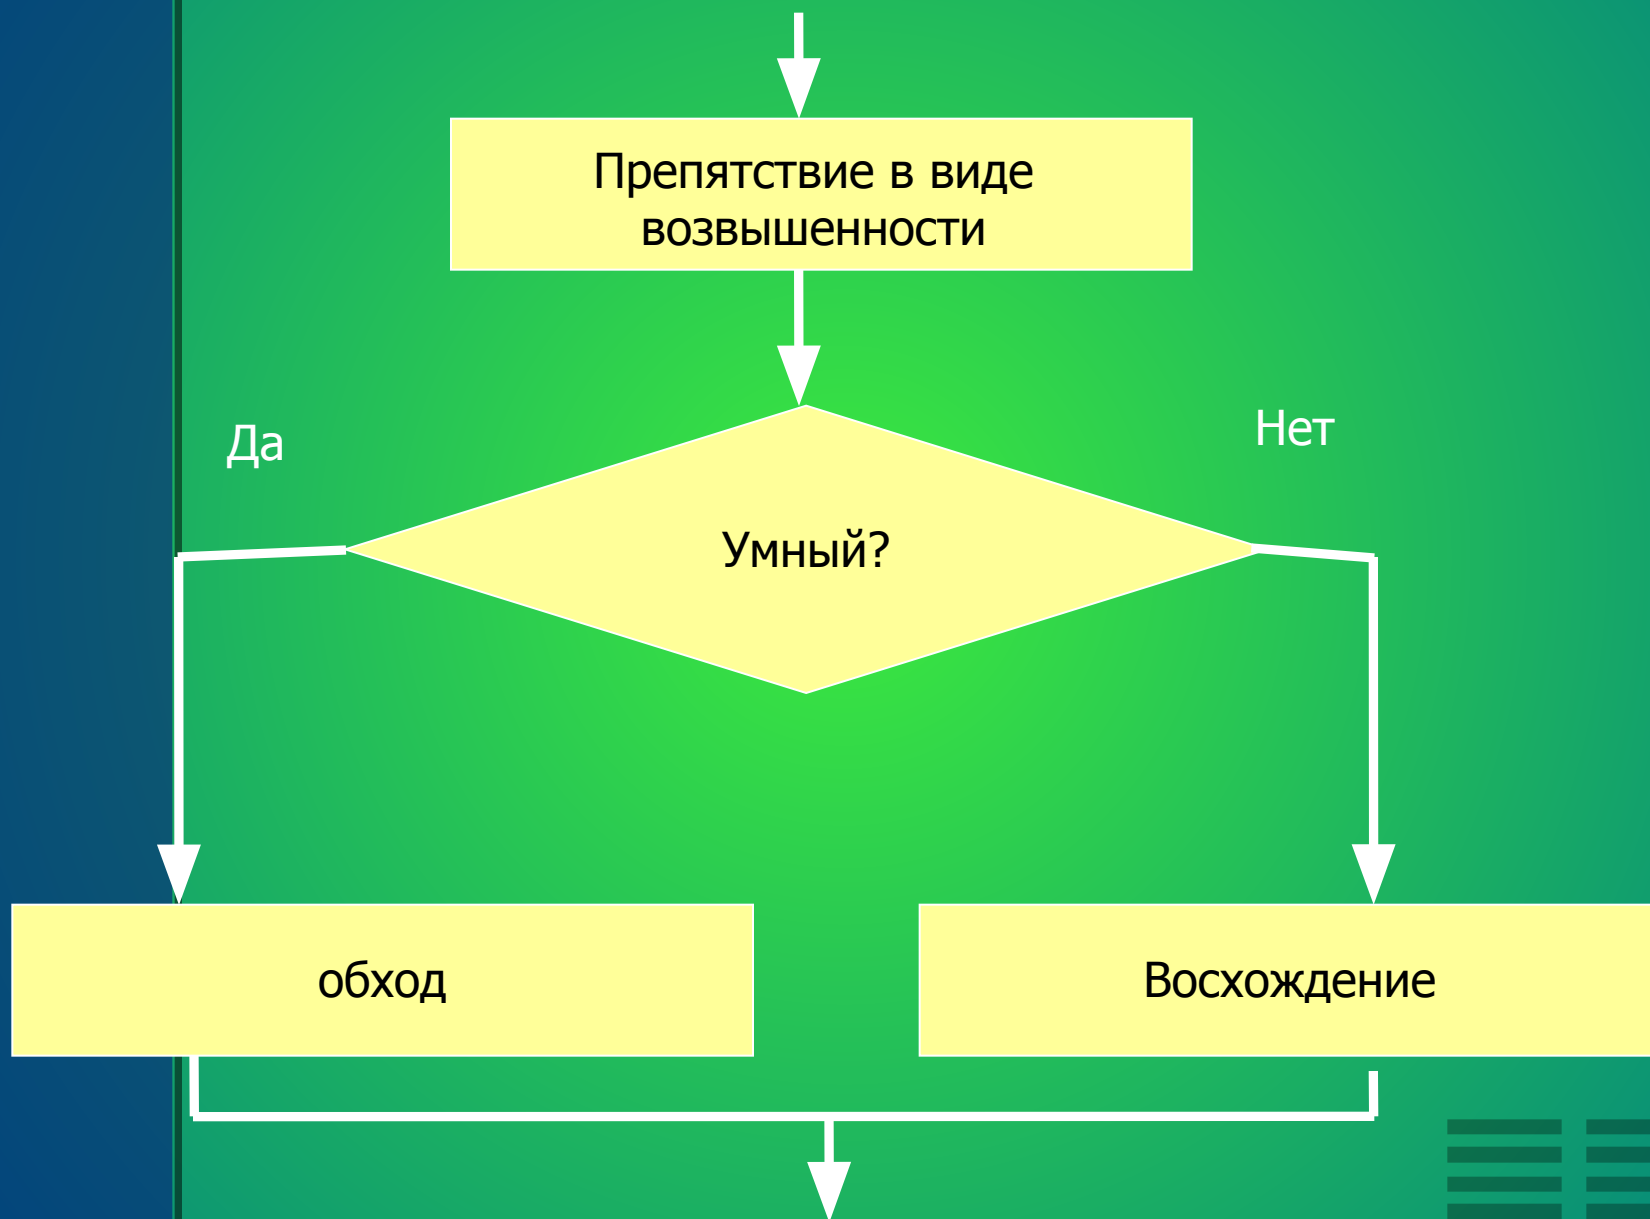 Препятствие в виде
возвышенности
Да
Нет
Умный?
обход
Восхождение